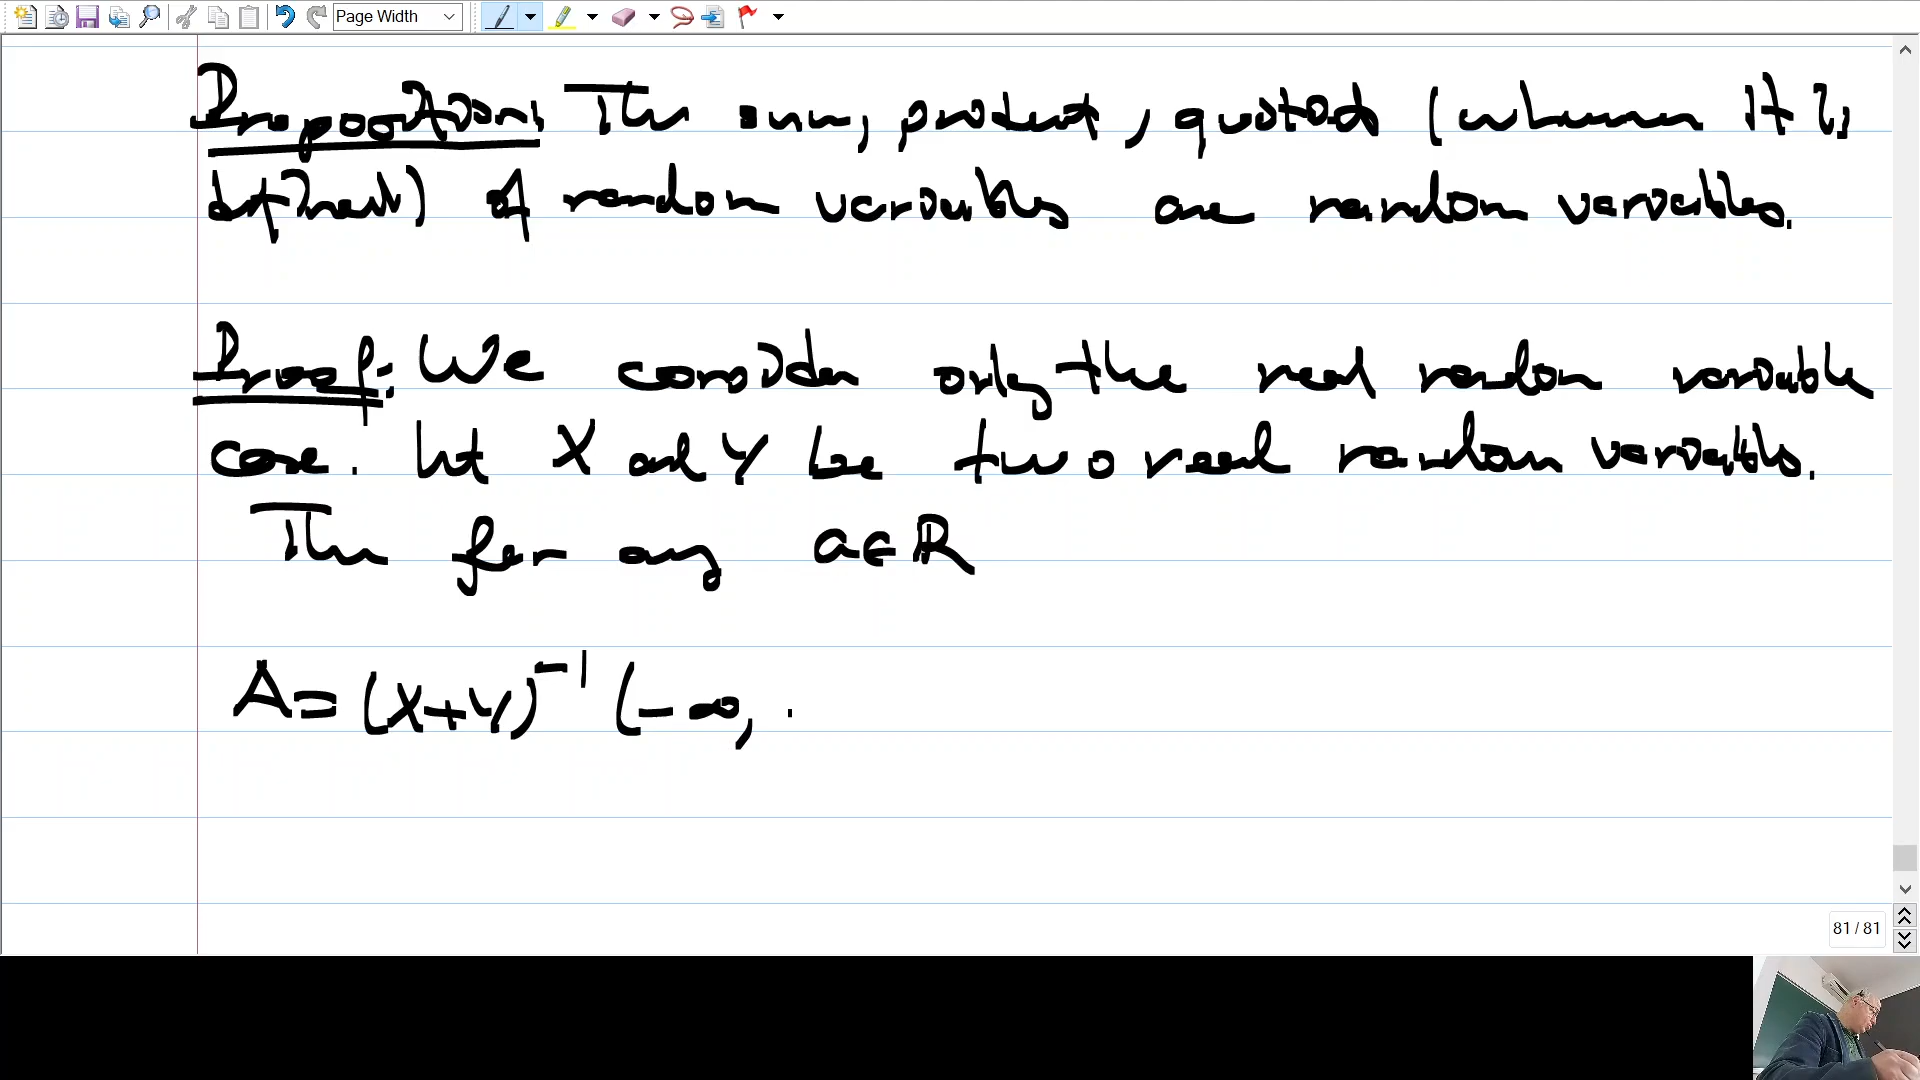 Page Width
Proposition: The sum, product, quotients (whenever it is
defined) of random variables are random variables.
Proof: We consider only the real random variable
case. Let X and Y be two real random variables.
Then for any a∈ℝ
A = (X+Y)⁻¹ (-∞,
81 / 81